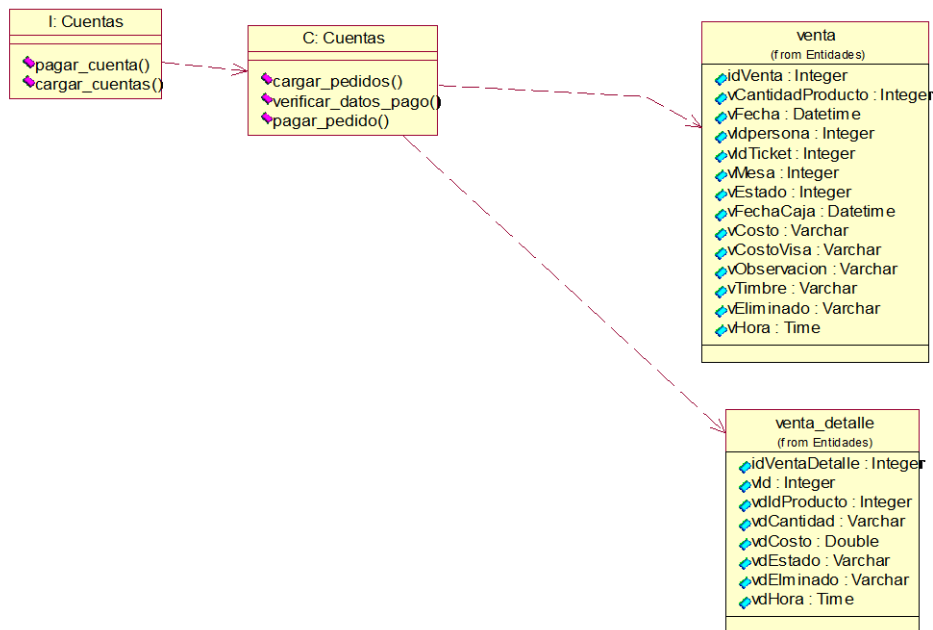 I: Cuentas
pagar_cuenta()
cargar_cuentas()
C: Cuentas
cargar_pedidos()
verificar_datos_pago()
pagar_pedido()
venta
(from Entidades)
idVenta : Integer
vCantidadProducto : Integer
vFecha : Datetime
vIdpersona : Integer
vIdTicket : Integer
vMesa : Integer
vEstado : Integer
vFechaCaja : Datetime
vCosto : Varchar
vCostoVisa : Varchar
vObservacion : Varchar
vTimbre : Varchar
vEliminado : Varchar
vHora : Time
venta_detalle
(from Entidades)
idVentaDetalle : Integer
vId : Integer
vdIdProducto : Integer
vdCantidad : Varchar
vdCosto : Double
vdEstado : Varchar
vdElminado : Varchar
vdHora : Time